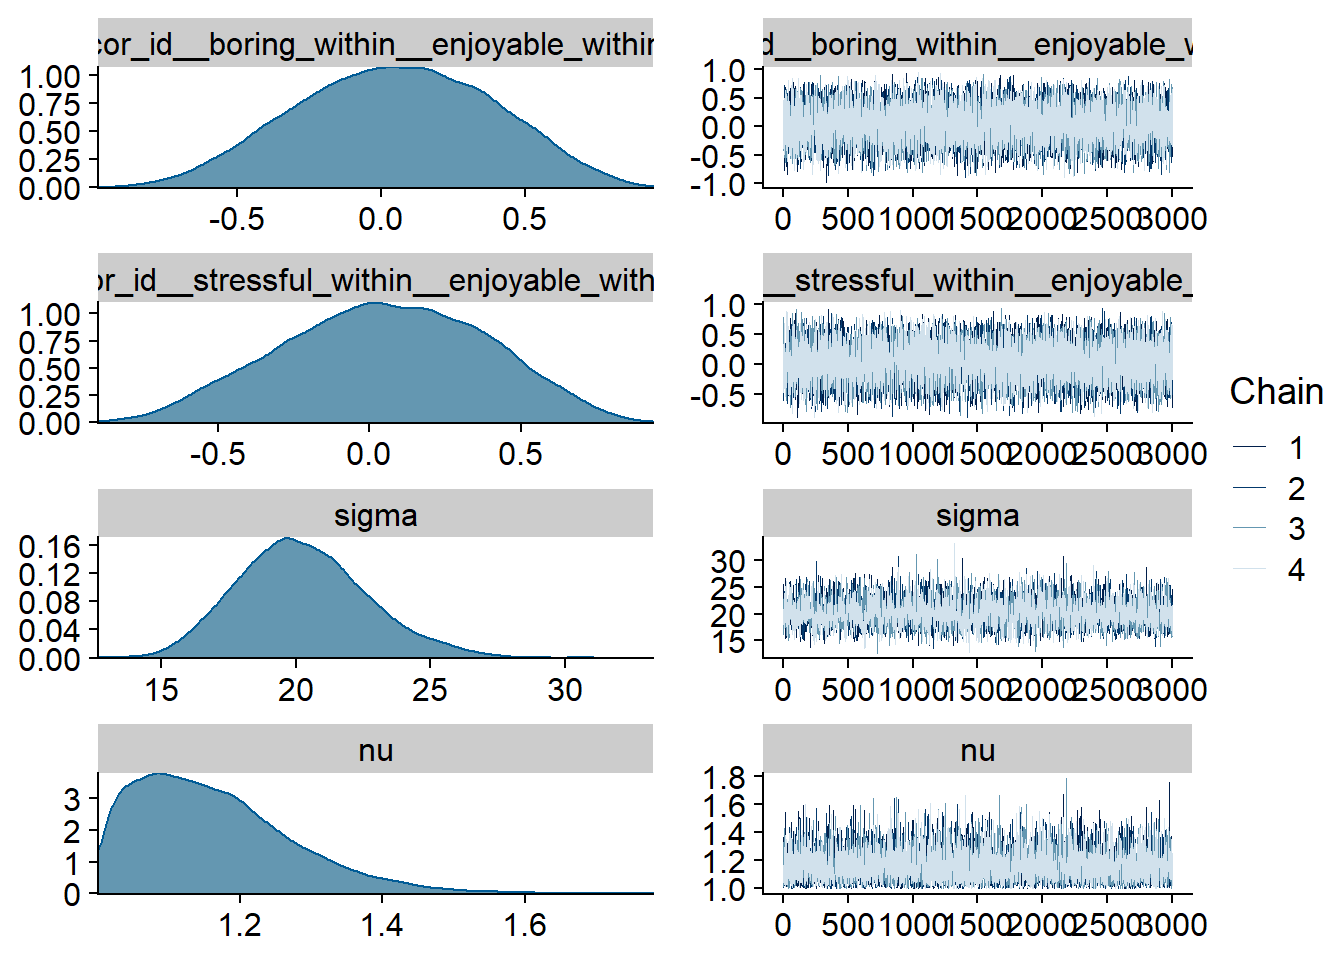 cor_id__boring_within__enjoyable_within
d__boring_within__enjoyable_w
1.00
0.75
0.50
0.25
0.00
-0.5 0.0 0.5
1.0
0.5
0.0
-0.5
-1.0
0 500 1000 1500 2000 2500 3000
or_id__stressful_within__enjoyable_with
__stressful_within__enjoyable_
1.00
0.75
0.50
0.25
0.00
-0.5 0.0 0.5
1.0
0.5
0.0
-0.5
0 500 1000 1500 2000 2500 3000
sigma
sigma
0.16
0.12
0.08
0.04
0.00
15 20 25 30
30
25
20
15
0 500 1000 1500 2000 2500 3000
nu
nu
3
2
1
0
1.2 1.4 1.6
1.8
1.6
1.4
1.2
1.0
0 500 1000 1500 2000 2500 3000
Chain
1
2
3
4